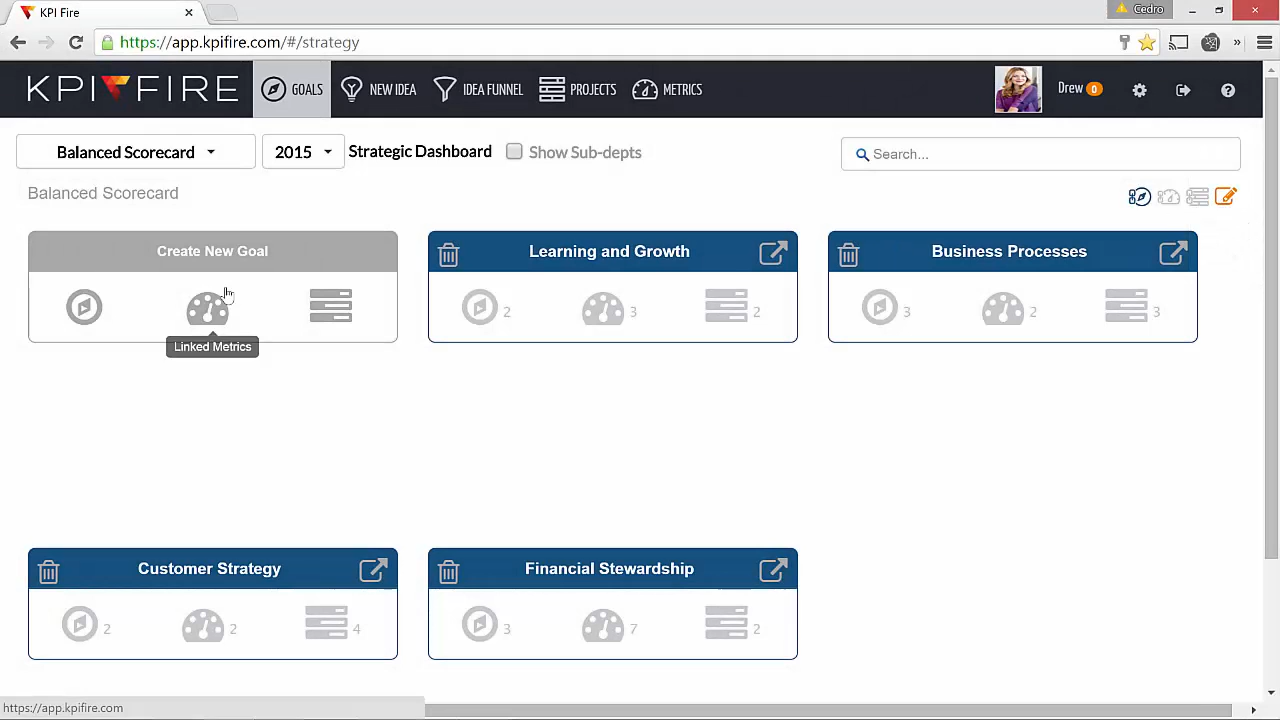 KPI Fire
Cedro
https://app.kpifire.com/#/strategy
KPI FIRE
GOALS
NEW IDEA
IDEA FUNNEL
PROJECTS
METRICS
Drew 0
Balanced Scorecard
2015
Strategic Dashboard
Show Sub-depts
Search...
Balanced Scorecard
Create New Goal
Learning and Growth
Business Processes
2
3
2
3
2
3
Linked Metrics
Customer Strategy
Financial Stewardship
2
2
4
3
7
2
https://app.kpifire.com